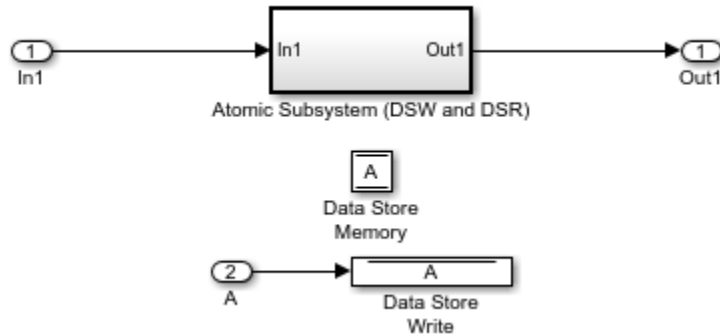 1
In1
In1
Out1
1
Out1
Atomic Subsystem (DSW and DSR)
A
Data Store
Memory
2
A
A
Data Store
Write